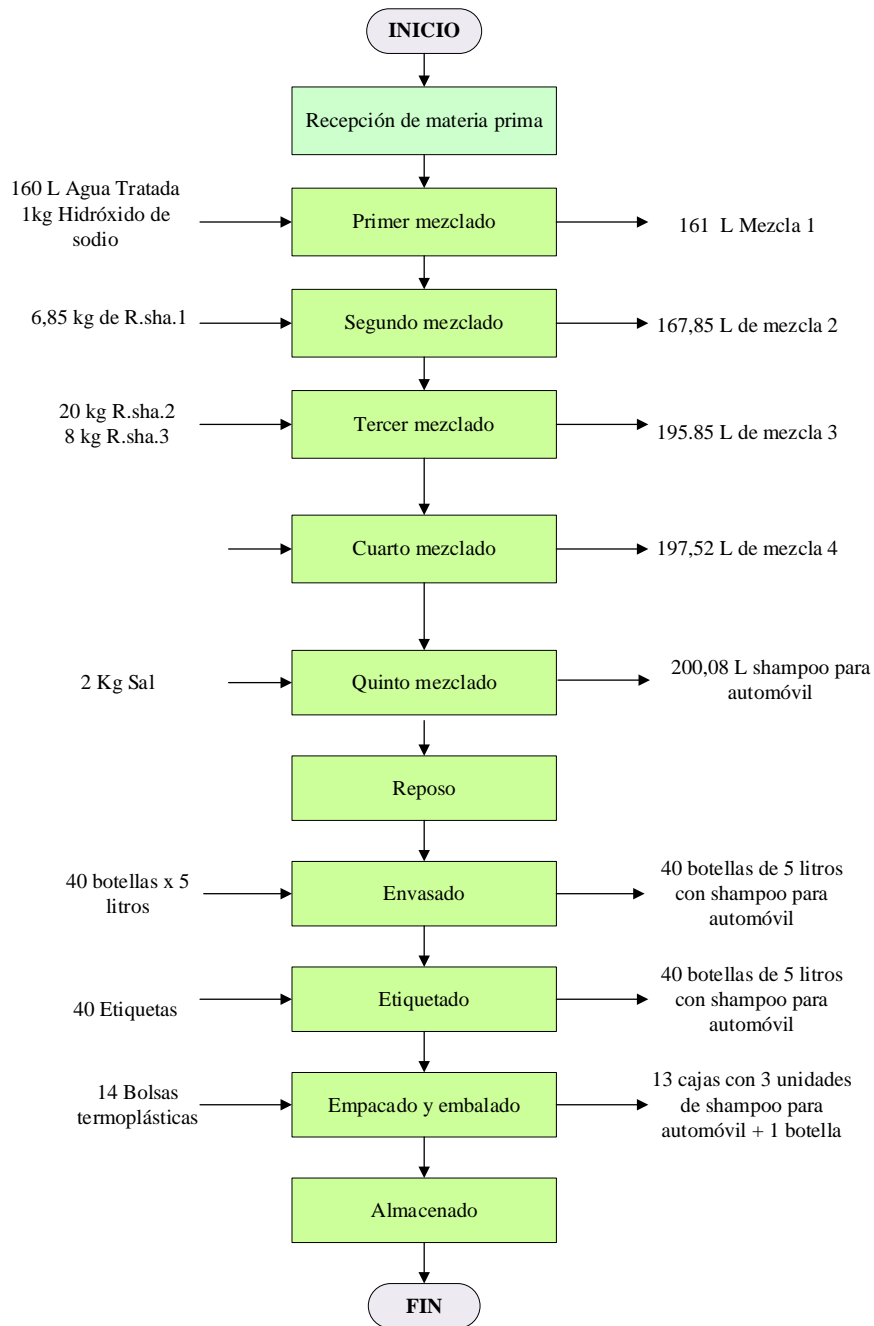 INICIO
Recepción de materia prima
160 L Agua Tratada
1kg Hidróxido de
sodio
Primer mezclado
161 L Mezcla 1
6,85 kg de R.sha.1
Segundo mezclado
167,85 L de mezcla 2
20 kg R.sha.2
8 kg R.sha.3
Tercer mezclado
195.85 L de mezcla 3
Cuarto mezclado
197,52 L de mezcla 4
2 Kg Sal
Quinto mezclado
200,08 L shampoo para
automóvil
Reposo
40 botellas x 5
litros
Envasado
40 botellas de 5 litros
con shampoo para
automóvil
40 Etiquetas
Etiquetado
40 botellas de 5 litros
con shampoo para
automóvil
14 Bolsas
termoplásticas
Empacado y embalado
13 cajas con 3 unidades
de shampoo para
automóvil + 1 botella
Almacenado
FIN